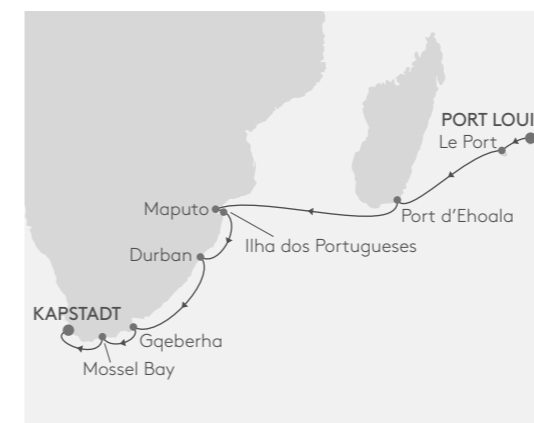 PORT LOUI
Le Port
Port d’Ehoala
Maputo
Ilha dos Portugueses
Durban
KAPSTADT
Gqeberha
Mossel Bay